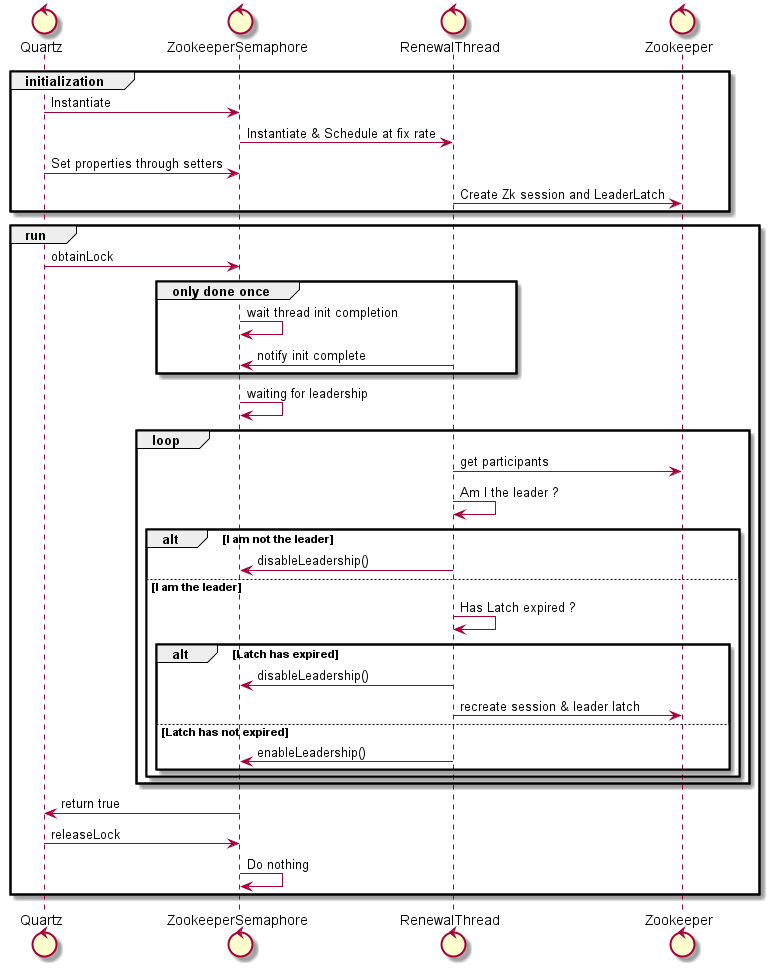 Quartz ZookeeperSemaphore RenewalThread Zookeeper
initialization
Instantiate
Instantiate & Schedule at fix rate
Set properties through setters
Create Zk session and LeaderLatch
run
obtainLock
only done once
wait thread init completion
notify init complete
waiting for leadership
loop
get participants
Am I the leader ?
alt [I am not the leader]
disableLeadership()
[I am the leader]
Has Latch expired ?
alt [Latch has expired]
disableLeadership()
recreate session & leader latch
[Latch has not expired]
enableLeadership()
return true
releaseLock
Do nothing
Quartz ZookeeperSemaphore RenewalThread Zookeeper